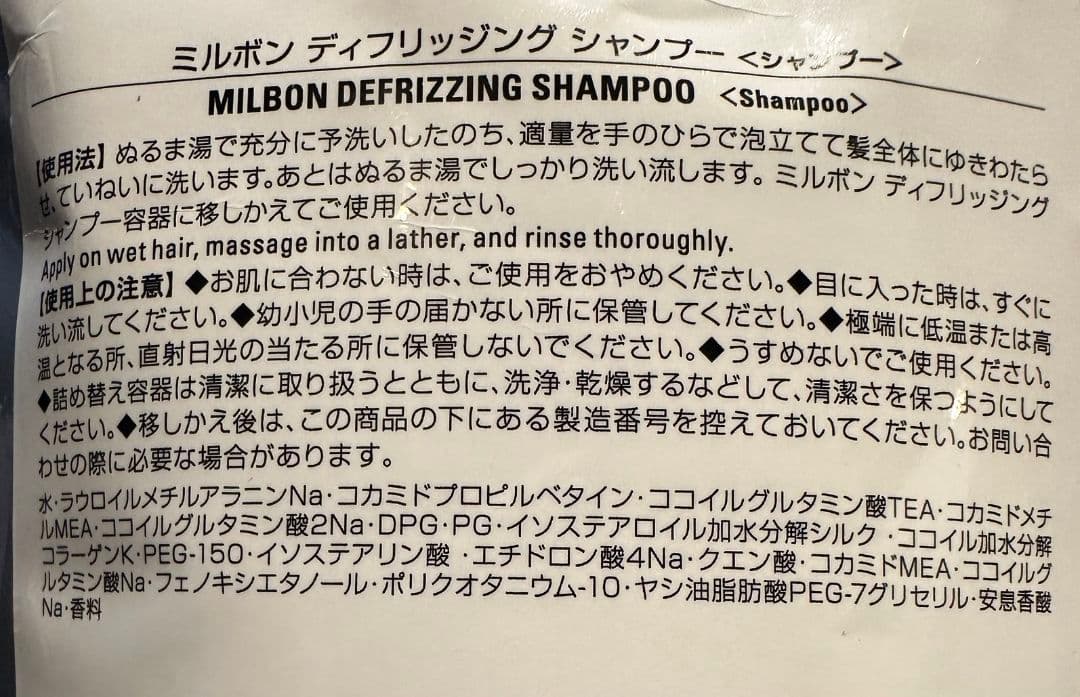 ミルボン ディフリッジング シャンプー <シャンプー>
MILBON DEFRIZZING SHAMPOO <Shampoo>
【使用法】ぬるま湯で充分に予洗いしたのち、適量を手のひらで泡立てて髪全体にゆきわたら
せ、ていねいに洗います。あとはぬるま湯でしっかり洗い流します。ミルボン ディフリッジング
シャンプー容器に移しかえてご使用ください。
Apply on wet hair, massage into a lather, and rinse thoroughly.
【使用上の注意】◆お肌に合わない時は、ご使用をおやめください。◆目に入った時は、すぐに
洗い流してください。◆幼小児の手の届かない所に保管してください。◆極端に低温または高
温となる所、直射日光の当たる所に保管しないでください。◆うすめないでご使用ください。
◆詰め替え容器は清潔に取り扱うとともに、洗浄・乾燥するなどして、清潔さを保つようにして
ください。◆移しかえ後は、この商品の下にある製造番号を控えておいてください。お問い合
わせの際に必要な場合があります。
水・ラウロイルメチルアラニンNa・コカミドプロピルベタイン・ココイルグルタミン酸TEA・コカミドメチ
ルMEA・ココイルグルタミン酸2Na・DPG・PG・イソステアロイル加水分解シルク・ココイル加水分解
コラーゲンK・PEG-150・イソステアリン酸・エチドロン酸4Na・クエン酸・コカミドMEA・ココイルグ
ルタミン酸Na・フェノキシエタノール・ポリクオタニウム-10・ヤシ油脂肪酸PEG-7グリセリル・安息香酸
Na・香料